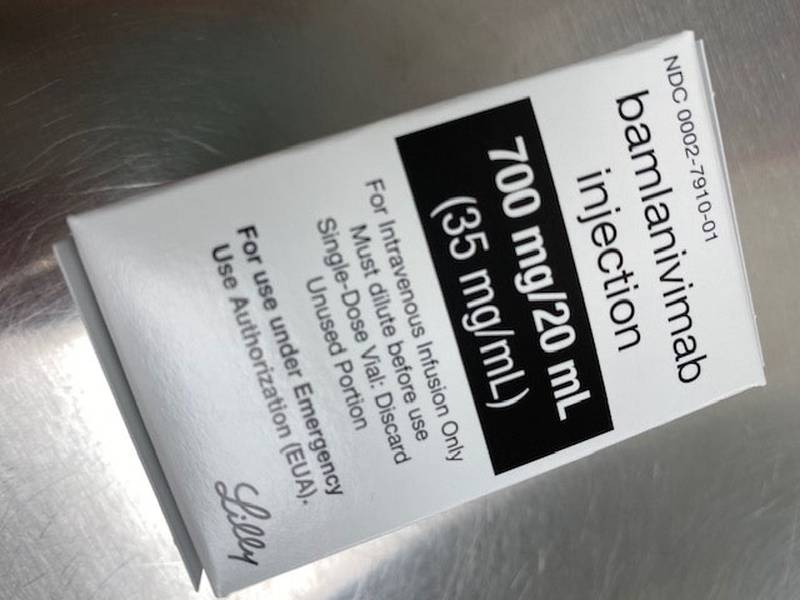 NDC 0002-7910-01
bamlanivimab
injection
700 mg/20 mL
(35 mg/mL)
For Intravenous Infusion Only
Must dilute before use
Single-Dose Vial: Discard
Unused Portion
For use under Emergency
Use Authorization (EUA).
Lilly